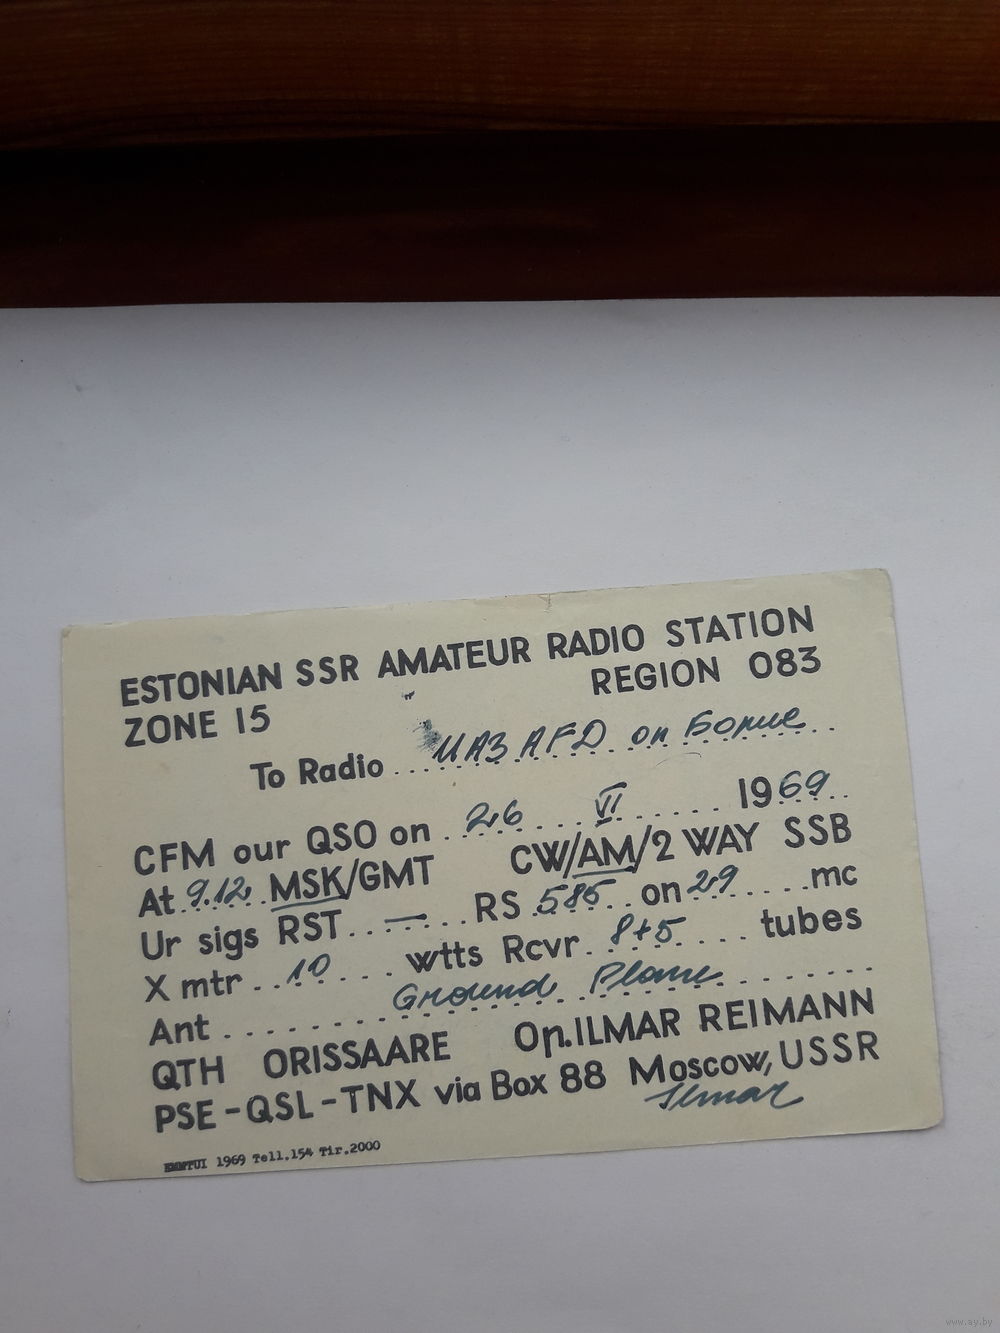 ESTONIAN SSR AMATEUR RADIO STATION
ZONE 15 REGION 083
To Radio UA3AFD op Борис
CFM our QSO on 26 VI 1969
At 9.12 MSK/GMT CW/AM/2 WAY SSB
Ur sigs RST — RS 585 on 29 mc
X mtr 10 wtts Rcvr 8+5 tubes
Ant Ground Plane
QTH ORISSAARE Op. ILMAR REIMANN
PSE-QSL-TNX via Box 88 Moscow, USSR
Ilmar
1969 Tell.154 Tir.2000
www.ay.by